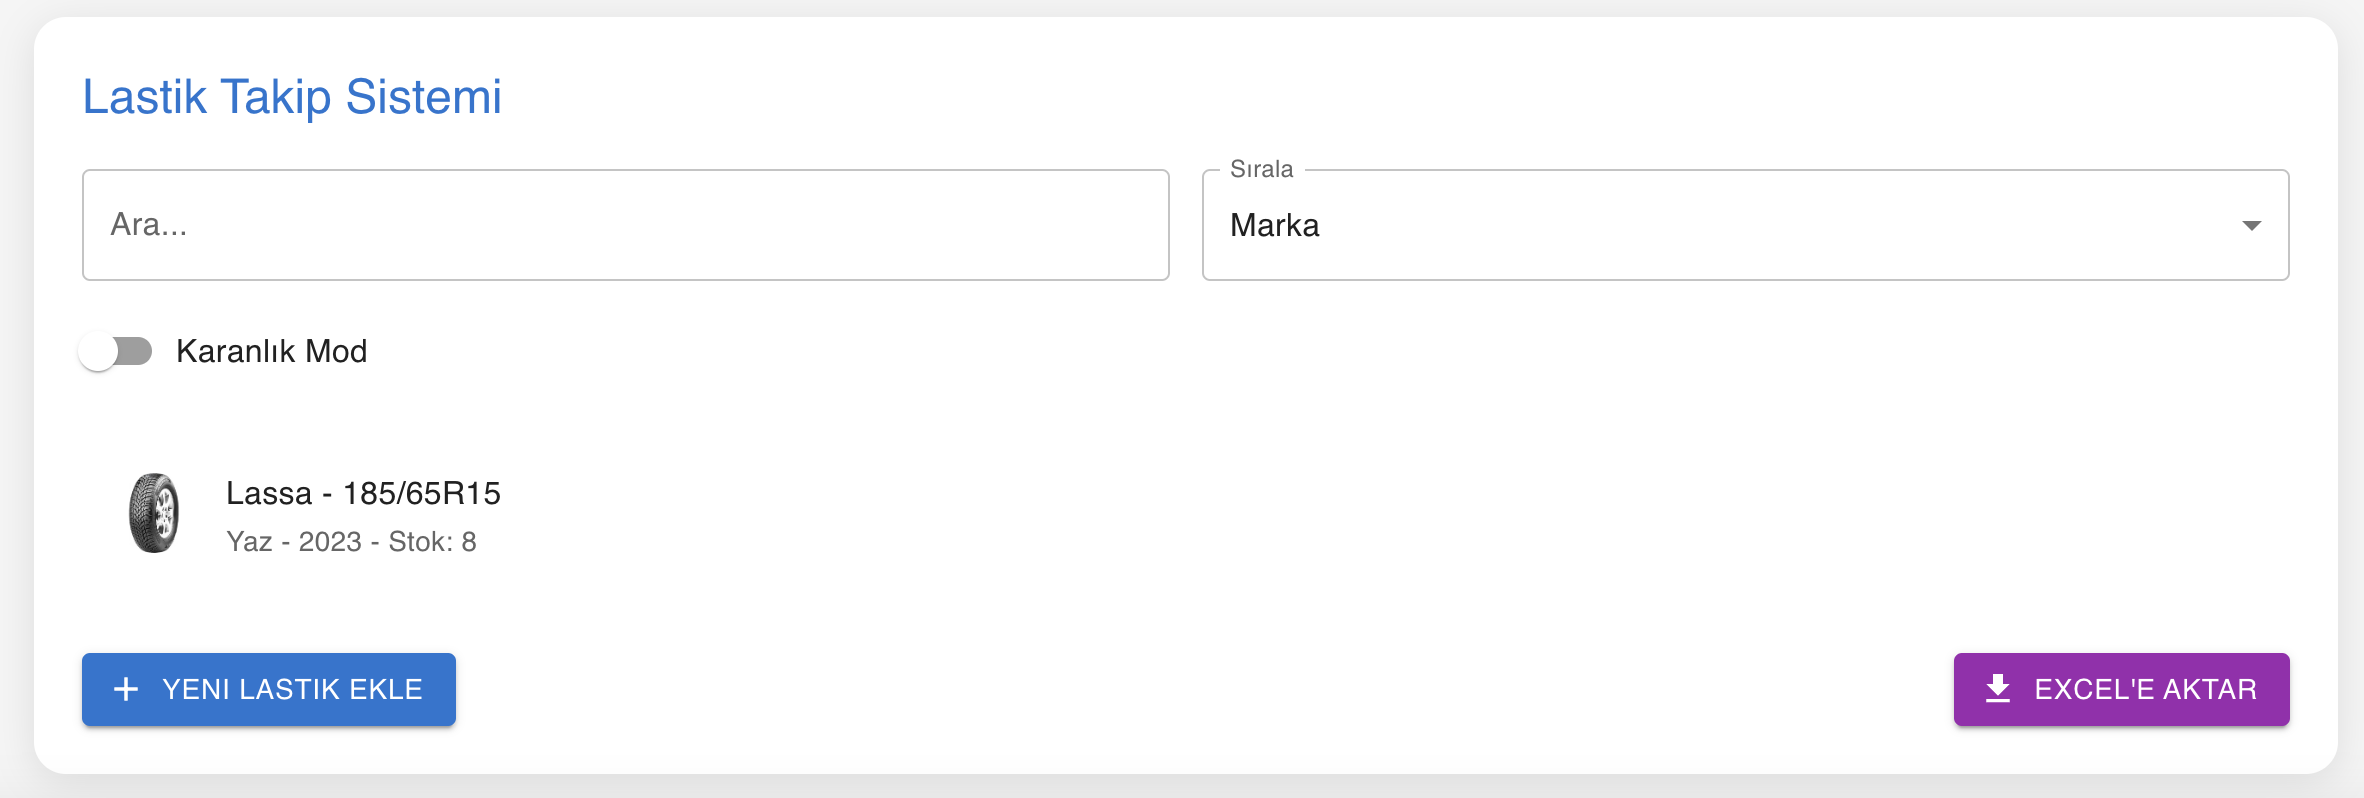 Lastik Takip Sistemi
Ara...
Sırala
Marka
Karanlık Mod
Lassa - 185/65R15
Yaz - 2023 - Stok: 8
YENI LASTIK EKLE
EXCEL'E AKTAR